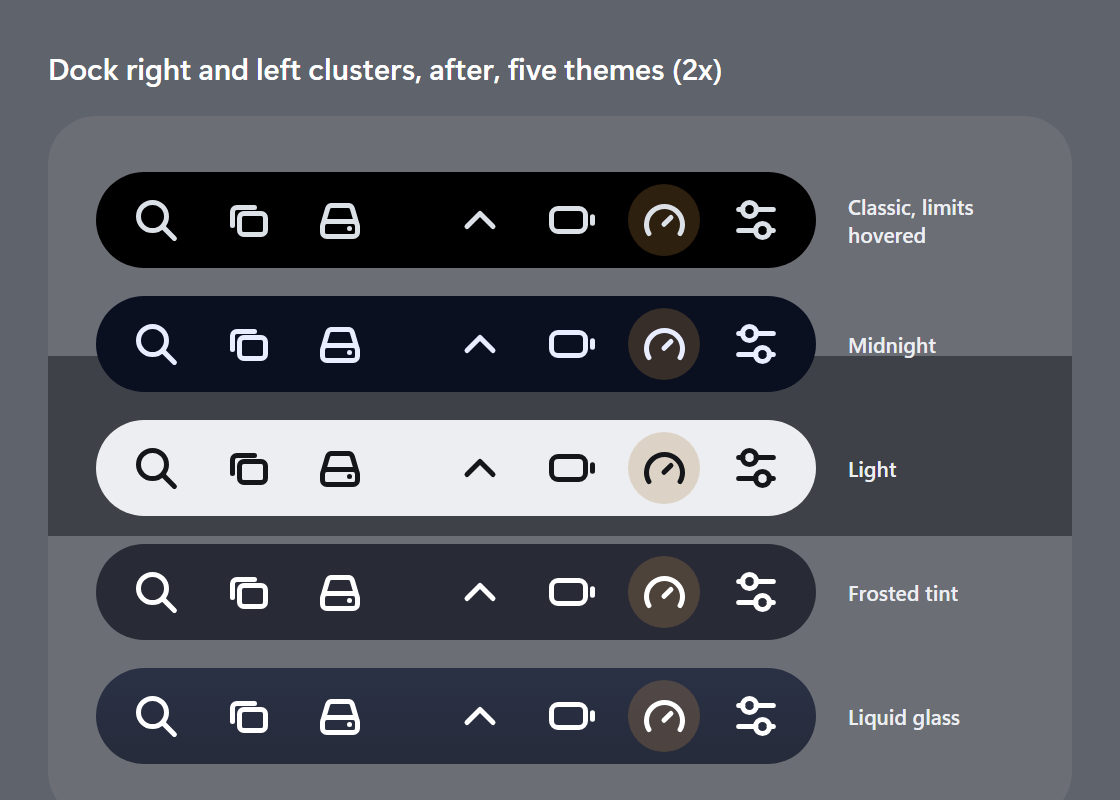 Dock right and left clusters, after, five themes (2x)
Classic, limits
hovered
Midnight
Light
Frosted tint
Liquid glass